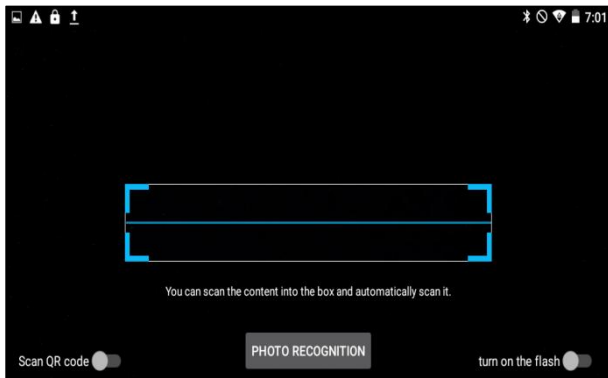 7:01
You can scan the content into the box and automatically scan it.
PHOTO RECOGNITION
Scan QR code
turn on the flash